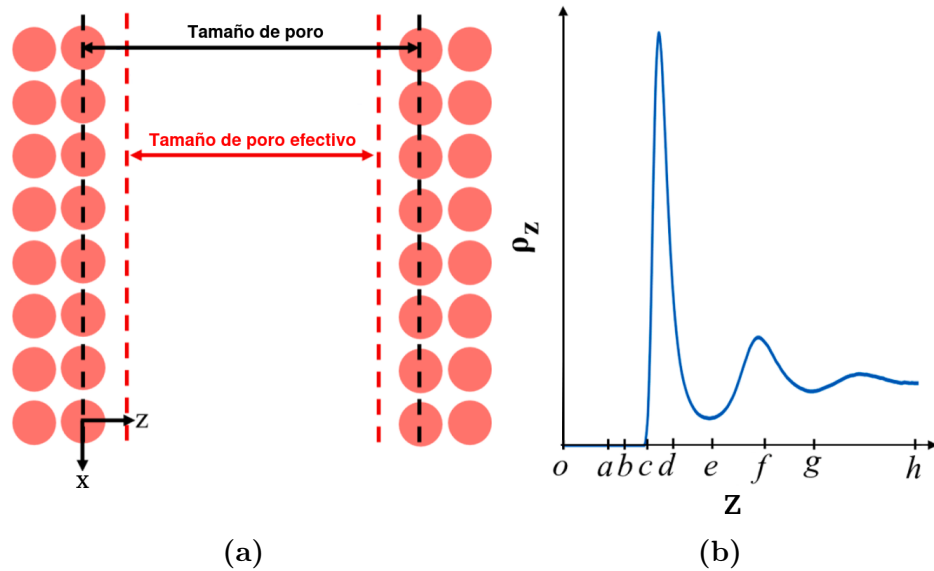 Tamaño de poro
Tamaño de poro efectivo
z
x
(a)
ρz
o a b c d e f g h
z
(b)